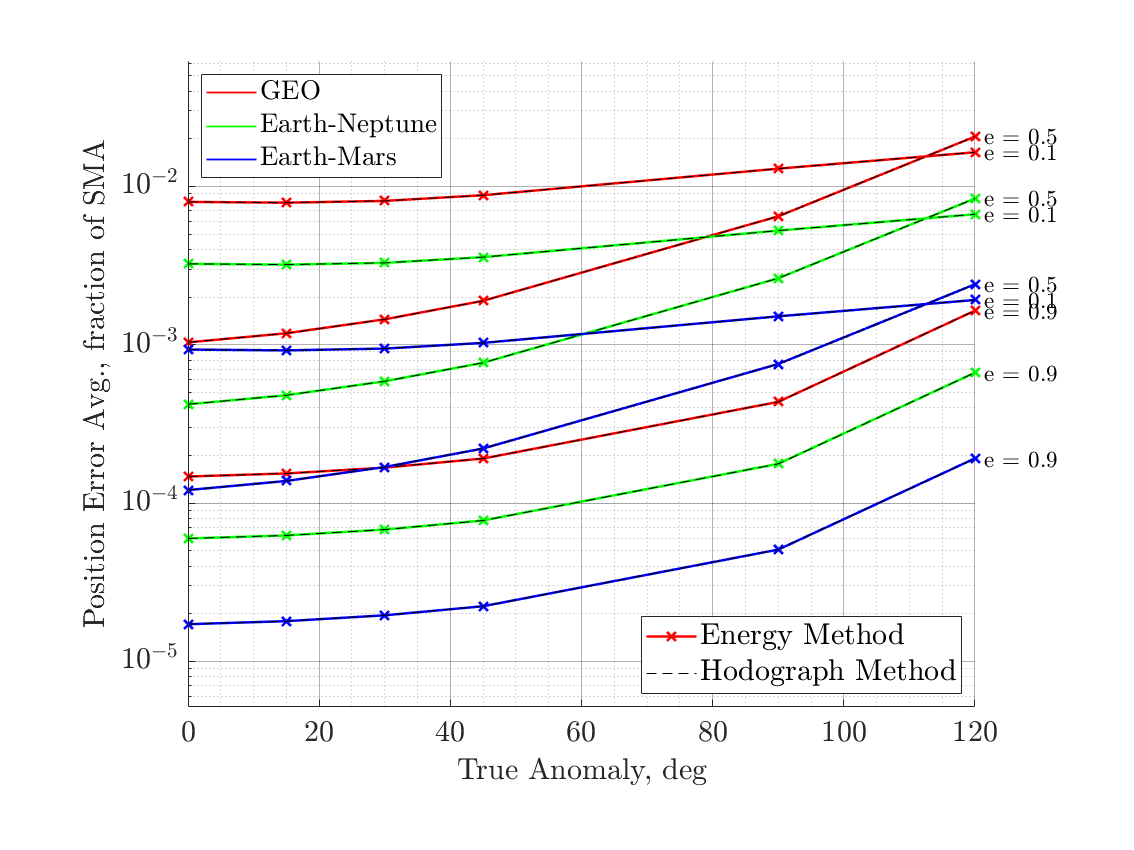 GEO
Earth-Neptune
Earth-Mars
e = 0.5
e = 0.1
e = 0.5
e = 0.1
e = 0.5
e = 0.1
e = 0.9
e = 0.9
e = 0.9
10⁻²
10⁻³
10⁻⁴
10⁻⁵
Position Error Avg., fraction of SMA
Energy Method
Hodograph Method
0 20 40 60 80 100 120
True Anomaly, deg